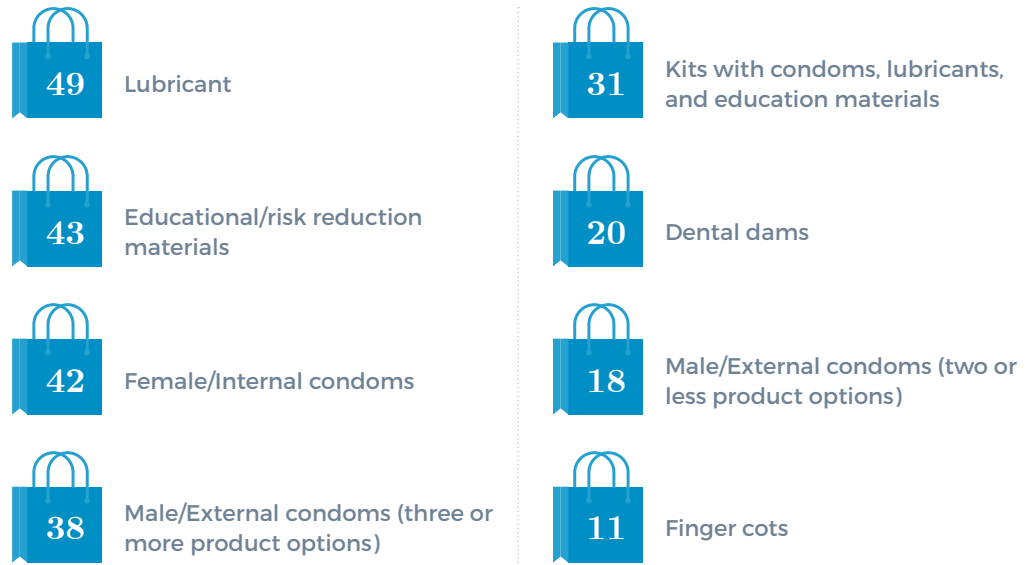 49
Lubricant
43
Educational/risk reduction
materials
42
Female/Internal condoms
38
Male/External condoms (three or
more product options)
31
Kits with condoms, lubricants,
and education materials
20
Dental dams
18
Male/External condoms (two or
less product options)
11
Finger cots